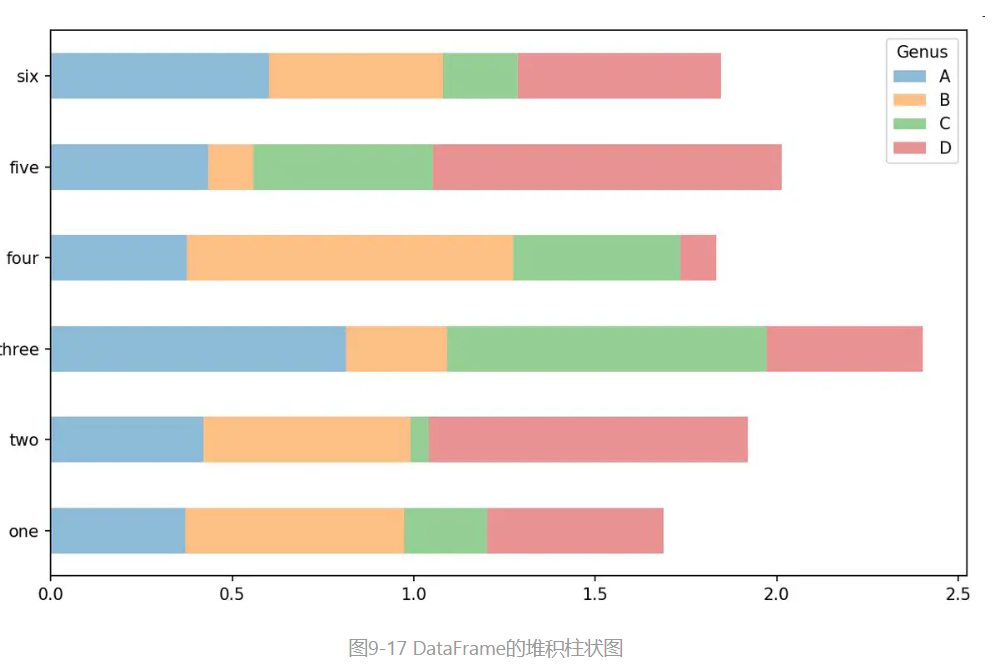 Genus
A
B
C
D
six
five
four
three
two
one
0.0 0.5 1.0 1.5 2.0 2.5
图9-17 DataFrame的堆积柱状图